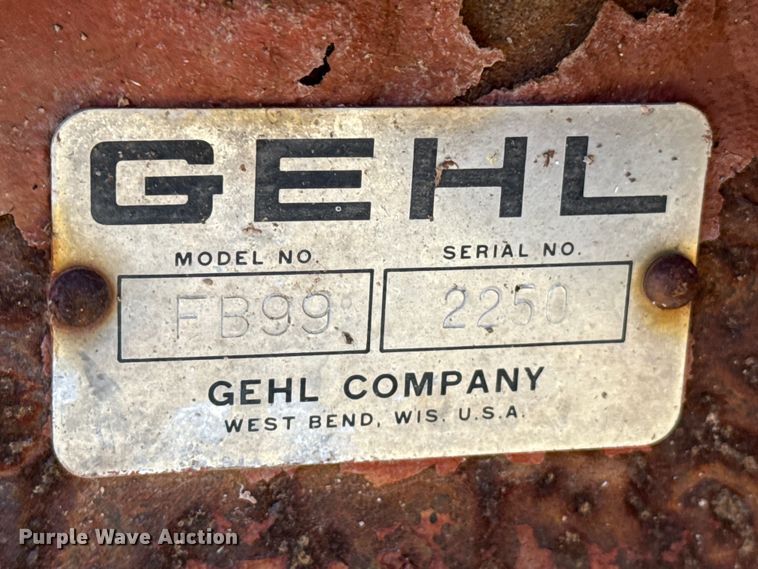 GEHL
MODEL NO. SERIAL NO.
FB99 2250
GEHL COMPANY
WEST BEND, WIS. U.S.A.
Purple Wave Auction